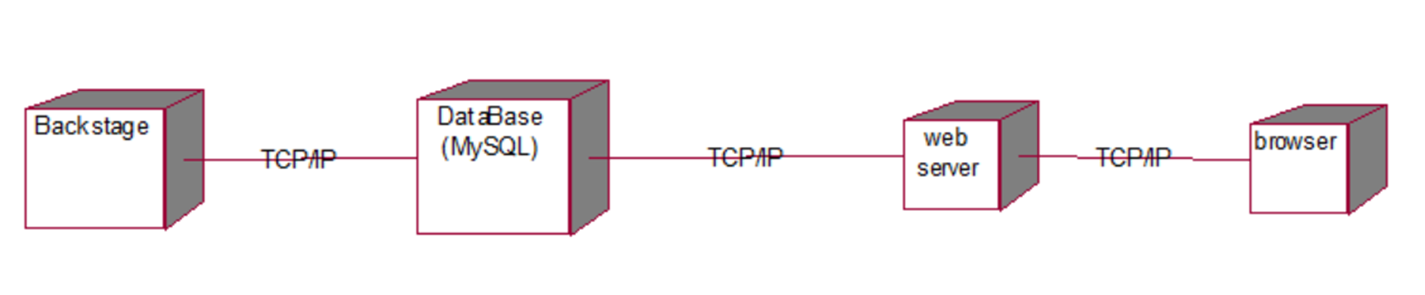 Backstage
TCP/IP
DataBase
(MySQL)
TCP/IP
web
server
TCP/IP
browser